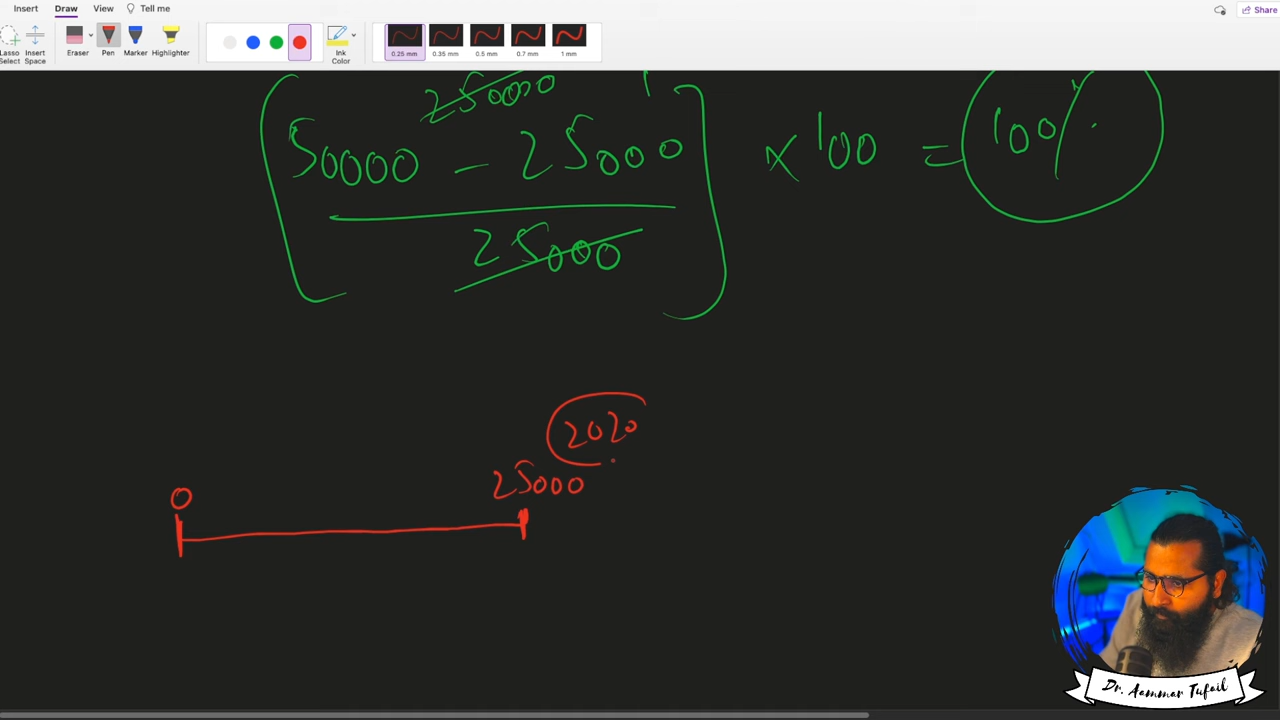 Insert Draw View Tell me
Share
Lasso Select
Insert Space
Eraser Pen Marker Highlighter
Ink Color
0.25 mm 0.35 mm 0.5 mm 0.7 mm 1 mm
25000 1
50000 - 25000 × 100 = 100%
25000
2020
25000
0
Dr. Aammar Tufail